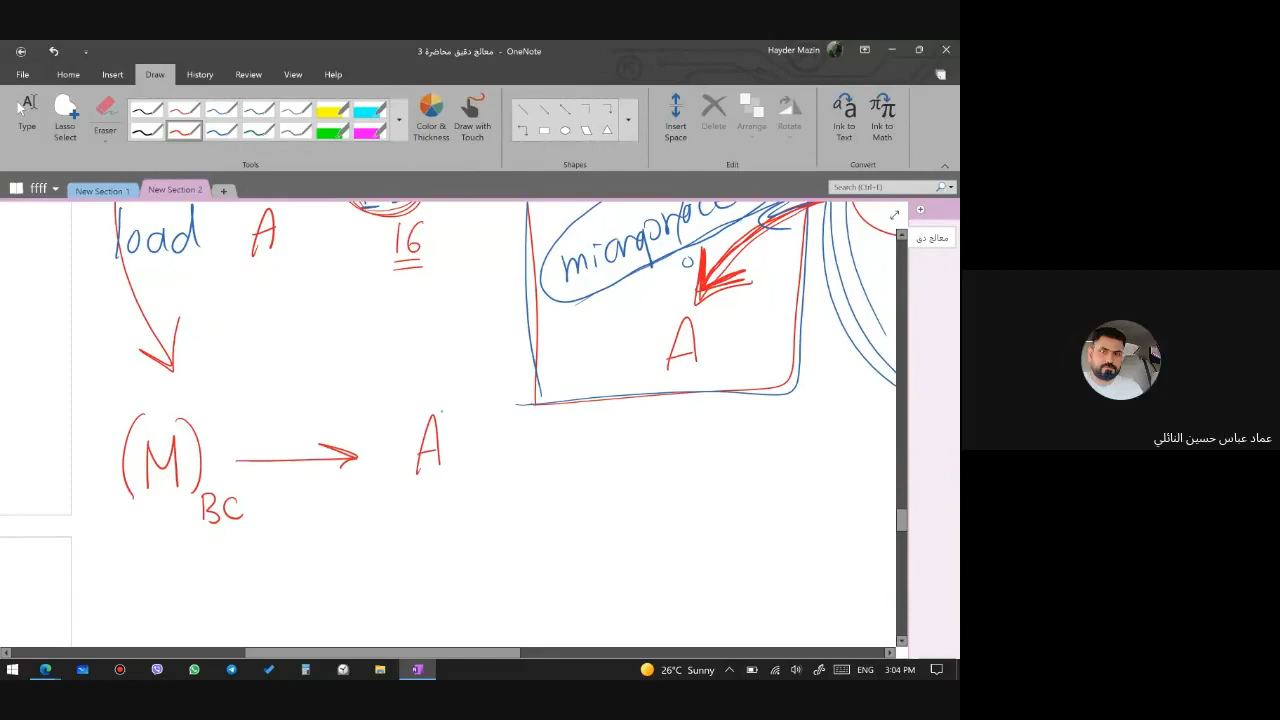 معالج دقيق محاضرة 3 - OneNote
Hayder Mazin
File Home Insert Draw History Review View Help
Type
Lasso Select
Eraser
Color & Thickness
Draw with Touch
Insert Space
Delete
Arrange
Rotate
Ink to Text
Ink to Math
Tools Shapes Edit Convert
ffff New Section 1 New Section 2 Search (Ctrl+E)
معالج دق
load A 16
A
(M) BC → A
عماد عباس حسين النائلي
26°C Sunny ENG 3:04 PM